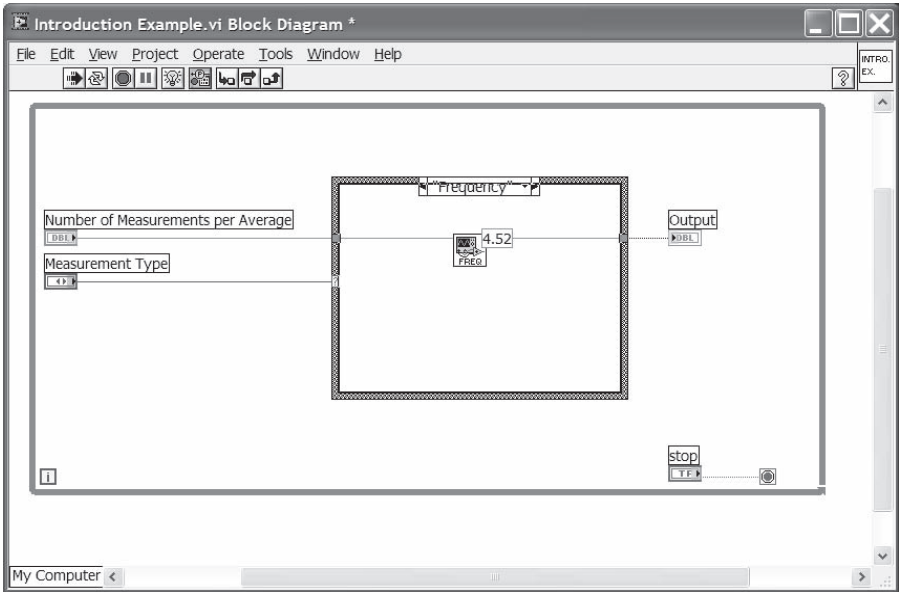 Introduction Example.vi Block Diagram *
File Edit View Project Operate Tools Window Help
INTRO.
EX.
"Frequency"
Number of Measurements per Average
DBL
4.52
FREQ
Output
DBL
Measurement Type
stop
TF
i
My Computer